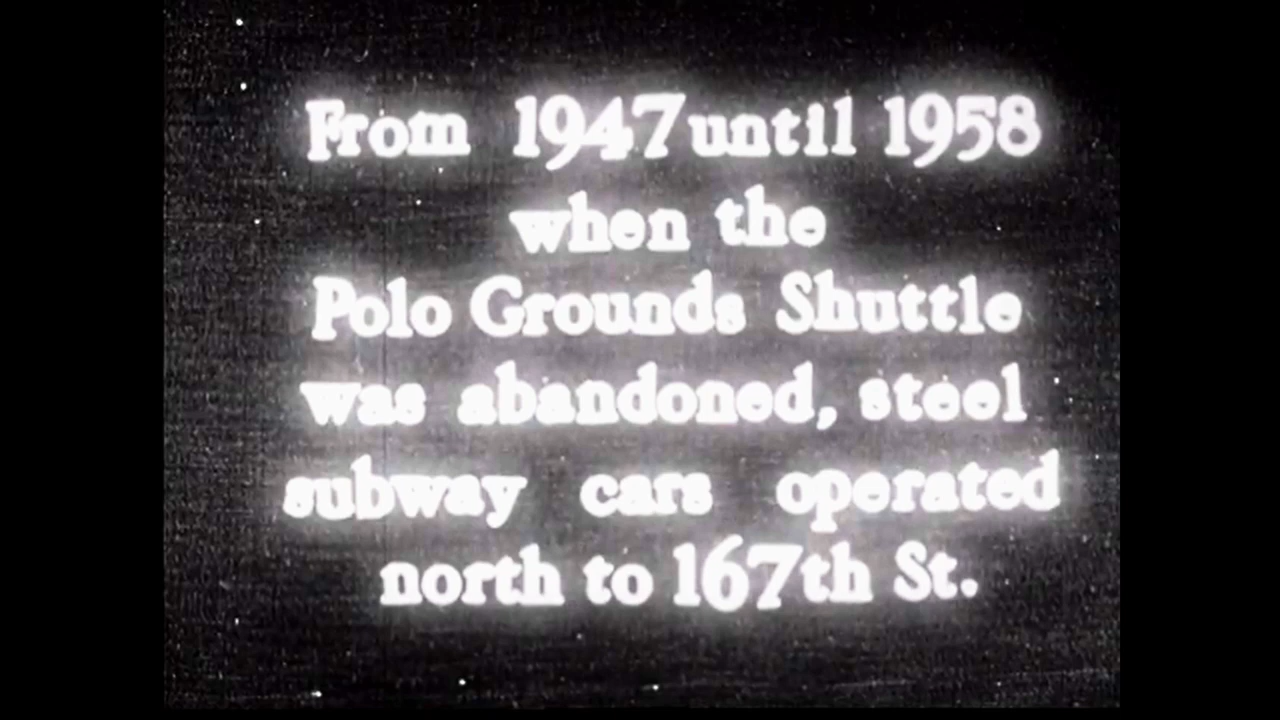 From 1947 until 1958
when the
Polo Grounds Shuttle
was abandoned, steel
subway cars operated
north to 167th St.